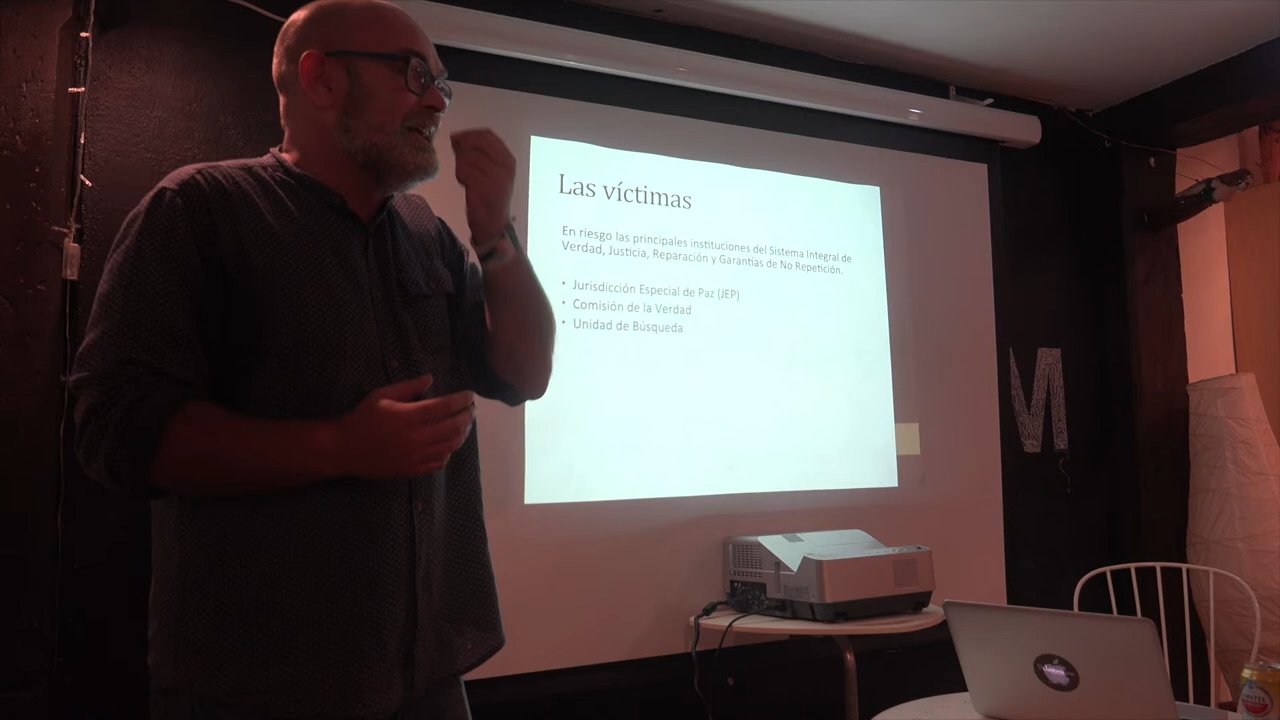 Las víctimas
En riesgo las principales instituciones del Sistema Integral de
Verdad, Justicia, Reparación y Garantías de No Repetición.
• Jurisdicción Especial de Paz (JEP)
• Comisión de la Verdad
• Unidad de Búsqueda
M
AMSTEL